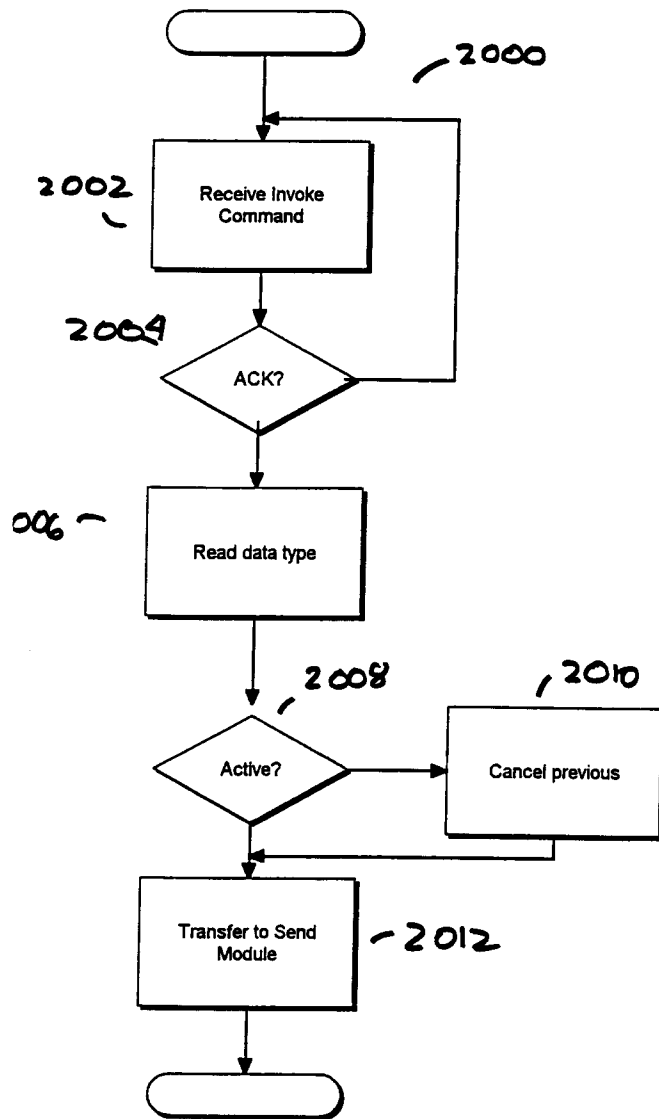 2000
2002
Receive Invoke
Command
2004
ACK?
006
Read data type
2008
2010
Active?
Cancel previous
Transfer to Send
Module
2012